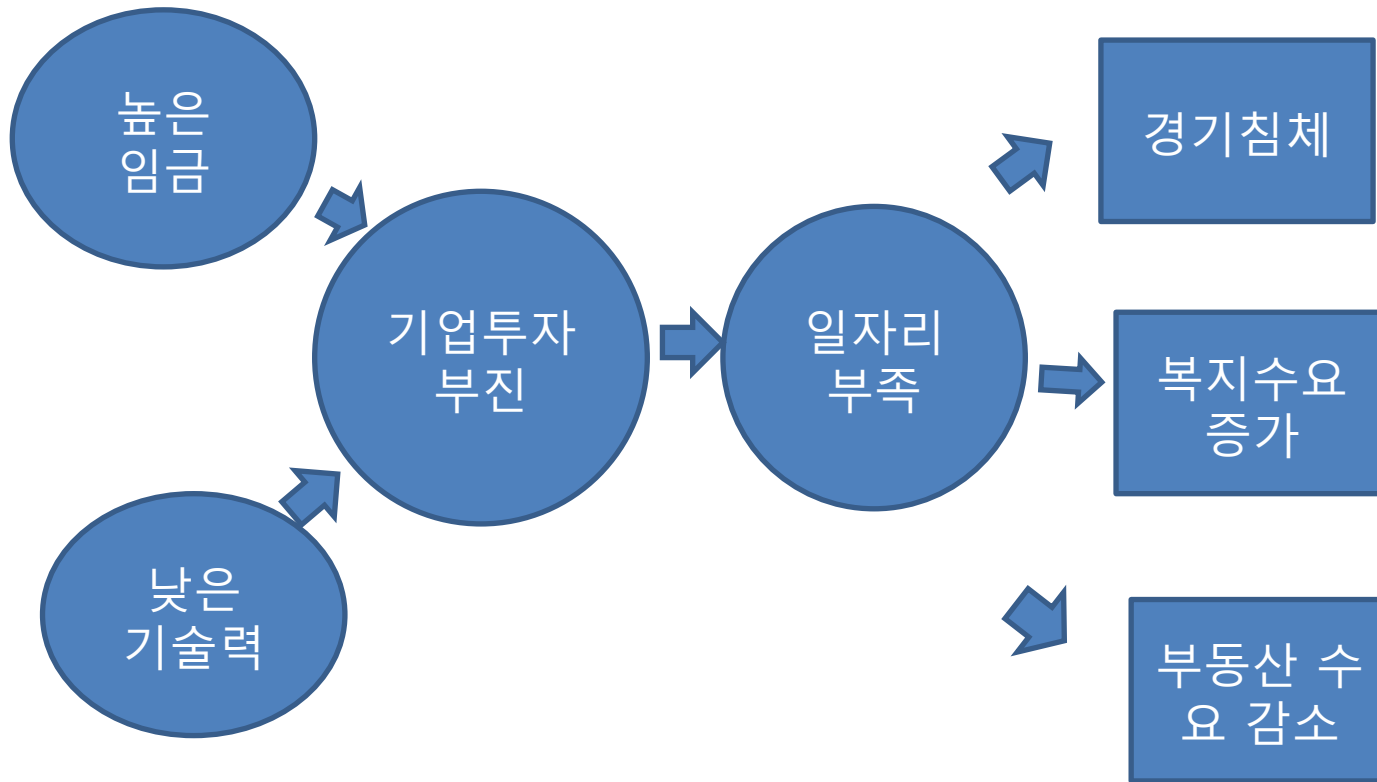 높은
임금
낮은
기술력
기업투자
부진
일자리
부족
경기침체
복지수요
증가
부동산 수
요 감소